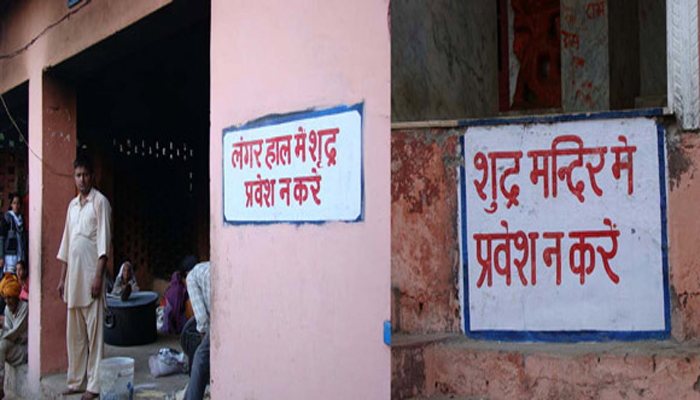 लंगर हाल में शुद्र
प्रवेश न करें
शुद्र मन्दिर मे
प्रवेश न करें